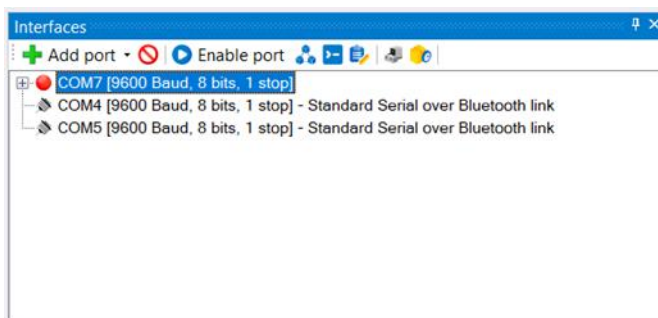 Interfaces
Add port Enable port
COM7 [9600 Baud, 8 bits, 1 stop]
COM4 [9600 Baud, 8 bits, 1 stop] - Standard Serial over Bluetooth link
COM5 [9600 Baud, 8 bits, 1 stop] - Standard Serial over Bluetooth link